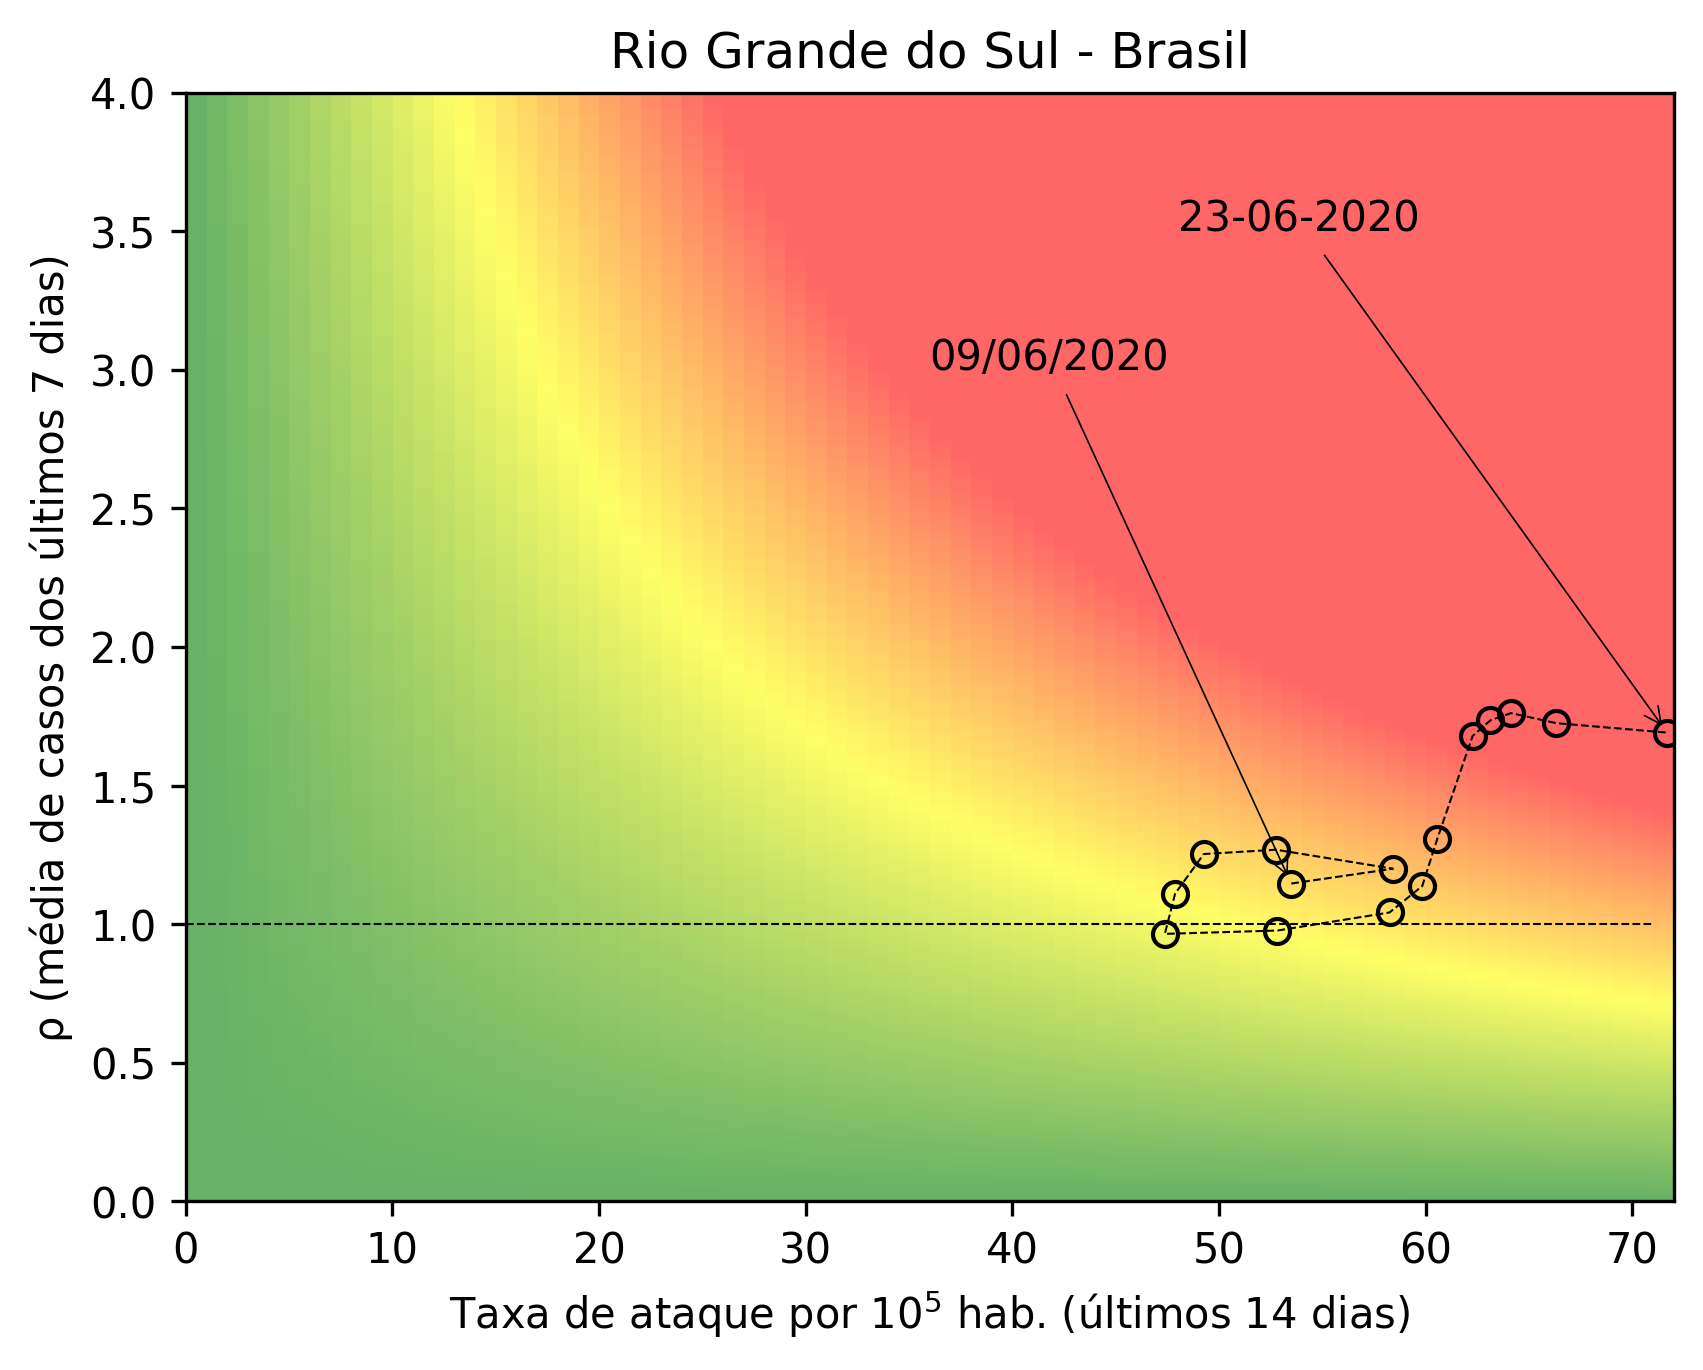 Rio Grande do Sul - Brasil
4.0
3.5
3.0
2.5
2.0
1.5
1.0
0.5
0.0
ρ (média de casos dos últimos 7 dias)
23-06-2020
09/06/2020
0 10 20 30 40 50 60 70
Taxa de ataque por 10⁵ hab. (últimos 14 dias)